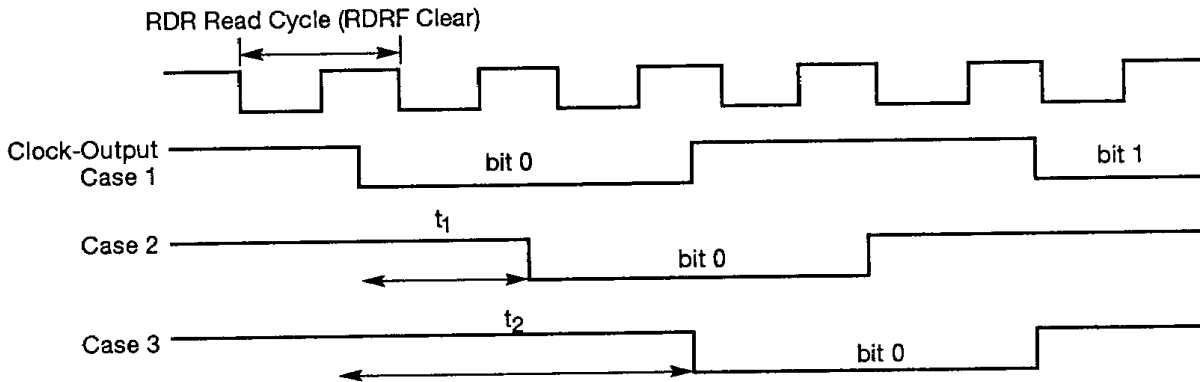 RDR Read Cycle (RDRF Clear)
Clock-Output
Case 1
bit 0
bit 1
t1
Case 2
bit 0
t2
Case 3
bit 0